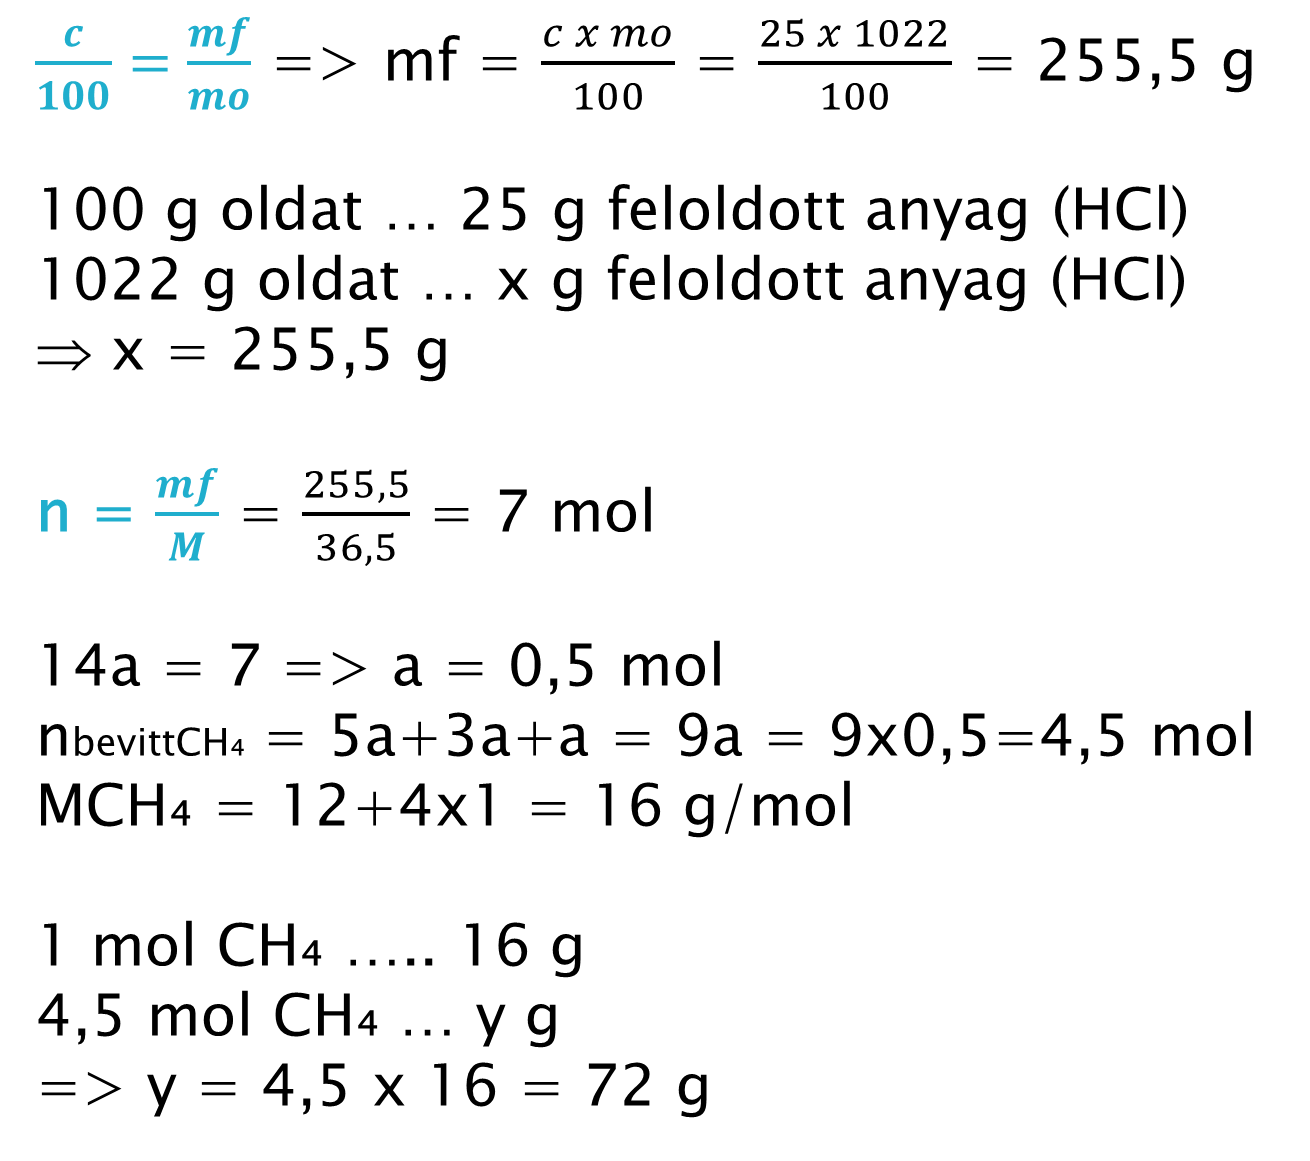 c/100 = mf/mo => mf = c x mo/100 = 25 x 1022/100 = 255,5 g
100 g oldat ... 25 g feloldott anyag (HCl)
1022 g oldat ... x g feloldott anyag (HCl)
⇒ x = 255,5 g
n = mf/M = 255,5/36,5 = 7 mol
14a = 7 => a = 0,5 mol
nbevittCH₄ = 5a+3a+a = 9a = 9x0,5=4,5 mol
MCH₄ = 12+4x1 = 16 g/mol
1 mol CH₄ ..... 16 g
4,5 mol CH₄ ... y g
=> y = 4,5 x 16 = 72 g